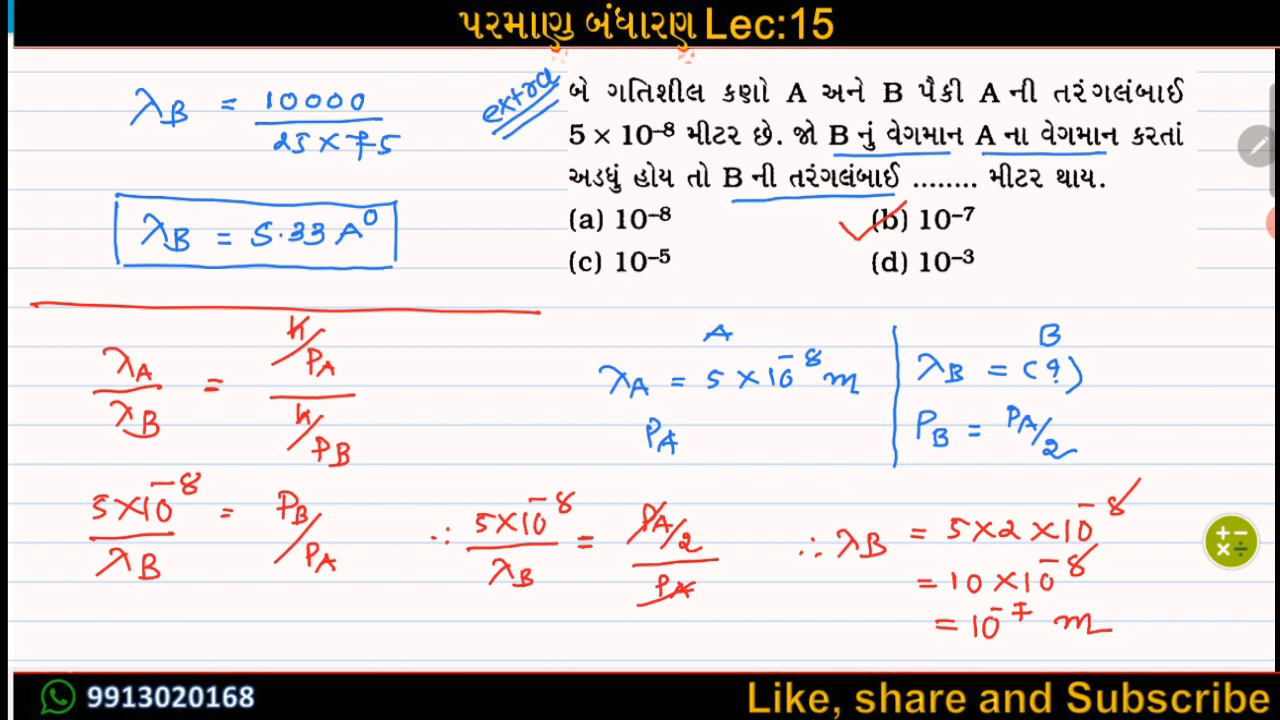 પરમાણુ બંધારણ Lec:15
λB = 10000 / 25 × 75
λB = 5.33 A⁰
extra
બે ગતિશીલ કણો A અને B પૈકી A ની તરંગલંબાઈ
5 × 10⁻⁸ મીટર છે. જો B નું વેગમાન A ના વેગમાન કરતાં
અડધું હોય તો B ની તરંગલંબાઈ ........ મીટર થાય.
(a) 10⁻⁸ (b) 10⁻⁷
(c) 10⁻⁵ (d) 10⁻³
A B
λA = 5 × 10⁻⁸ m λB = (?)
PA PB = PA/2
λA / λB = h/PA / h/PB
5×10⁻⁸ / λB = PB/PA
∴ 5×10⁻⁸ / λB = PA/2 / PA
∴ λB = 5×2×10⁻⁸
= 10×10⁻⁸
= 10⁻⁷ m
9913020168
Like, share and Subscribe